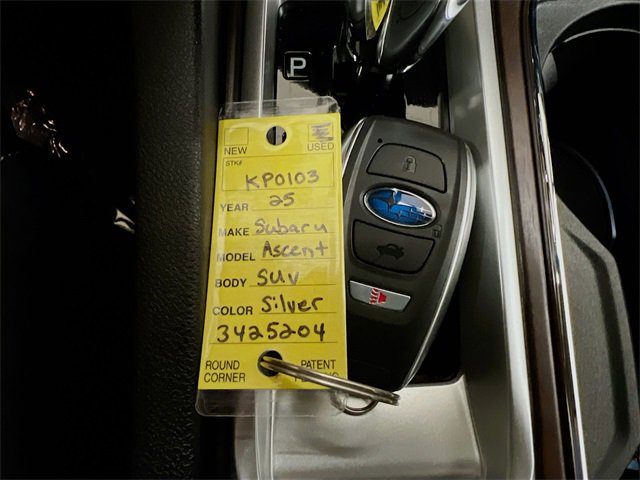 P
NEW USED
STK#
KP0103
YEAR 25
MAKE Subaru
MODEL Ascent
BODY SUV
COLOR Silver
3425204
ROUND CORNER
PATENT